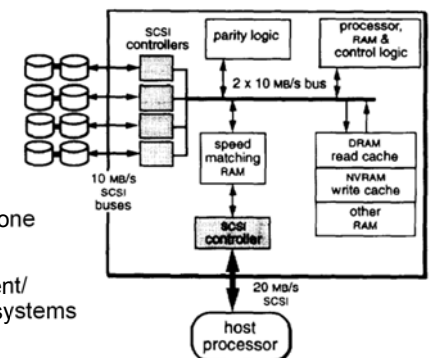 SCSI
controllers
parity logic
processor,
RAM &
control logic
2 x 10 MB/s bus
speed
matching
RAM
DRAM
read cache
NVRAM
write cache
other
RAM
10 MB/s
SCSI
buses
one
SCSI
controller
ent/
systems
20 MB/s
SCSI
host
processor